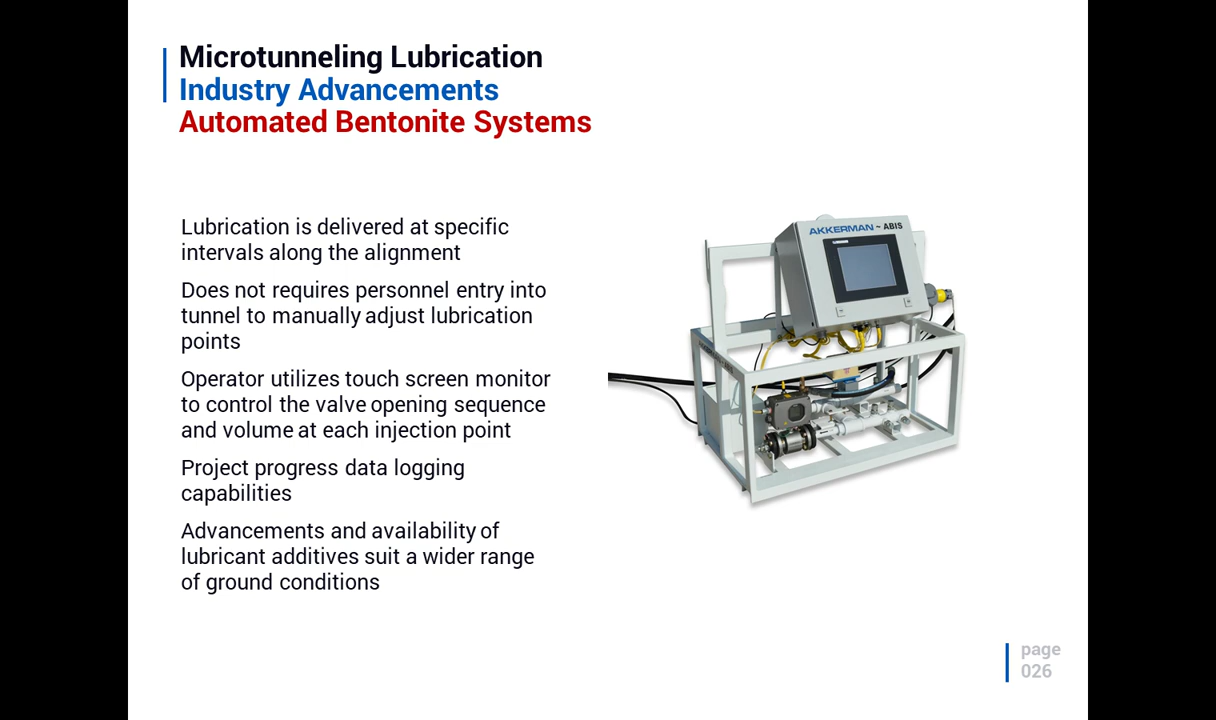 Microtunneling Lubrication
Industry Advancements
Automated Bentonite Systems
Lubrication is delivered at specific
intervals along the alignment
Does not requires personnel entry into
tunnel to manually adjust lubrication
points
Operator utilizes touch screen monitor
to control the valve opening sequence
and volume at each injection point
Project progress data logging
capabilities
Advancements and availability of
lubricant additives suit a wider range
of ground conditions
AKKERMAN ~ ABIS
page
026